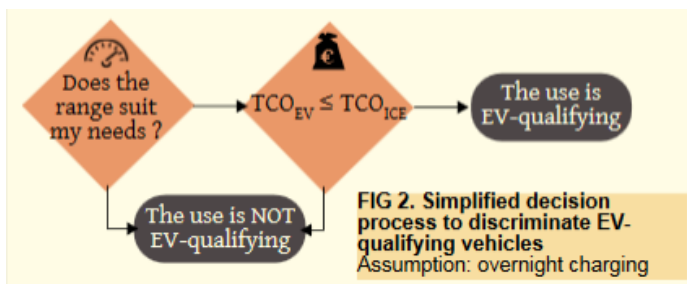 Does the
range suit
my needs ?
€
TCO_EV ≤ TCO_ICE
The use is
EV-qualifying
The use is NOT
EV-qualifying
FIG 2. Simplified decision
process to discriminate EV-
qualifying vehicles
Assumption: overnight charging